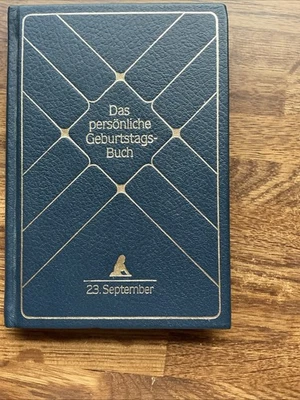 Das
persönliche
Geburtstags-
Buch
23. September